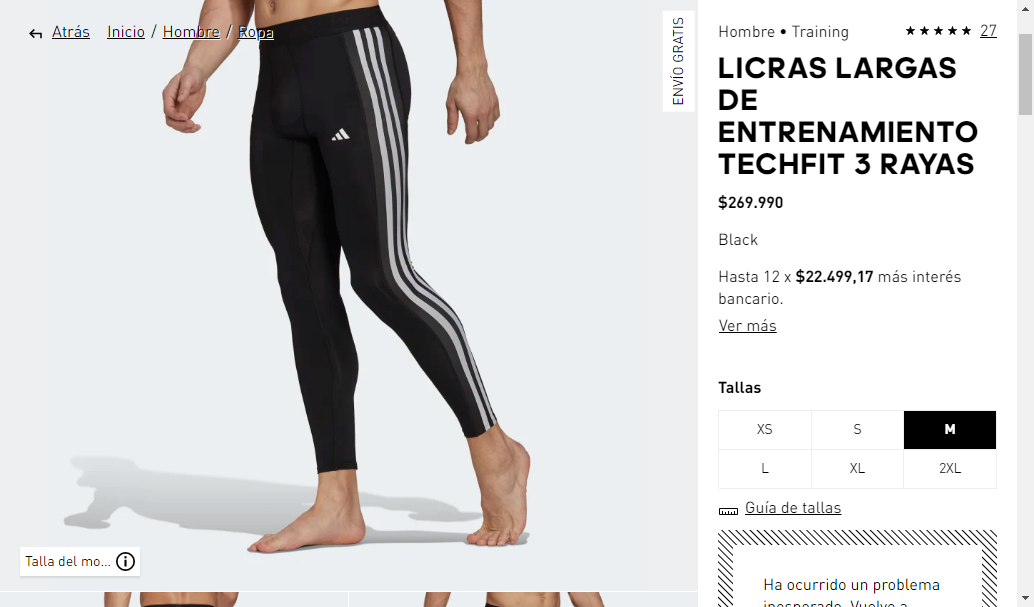 Atrás Inicio / Hombre / Ropa
ENVÍO GRATIS
Talla del mo...
Hombre • Training 27
LICRAS LARGAS
DE
ENTRENAMIENTO
TECHFIT 3 RAYAS
$269.990
Black
Hasta 12 x $22.499,17 más interés
bancario.
Ver más
Tallas
XS S M
L XL 2XL
Guía de tallas
Ha ocurrido un problema
inesperado. Vuelve a